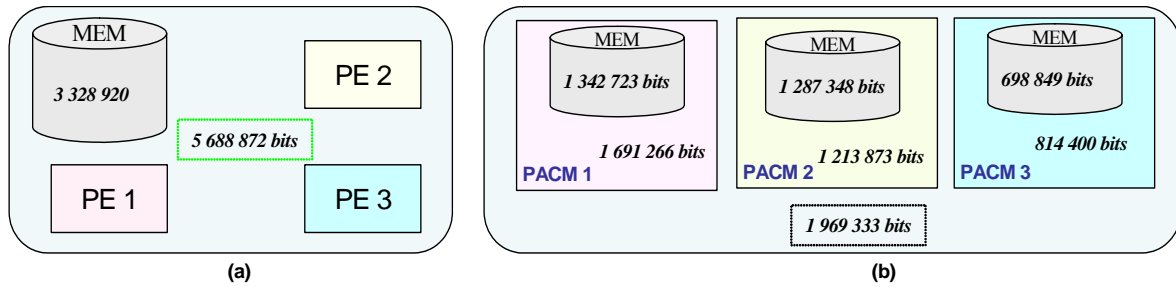 MEM
3 328 920
PE 2
5 688 872 bits
PE 1
PE 3
(a)
MEM
1 342 723 bits
1 691 266 bits
PACM 1
MEM
1 287 348 bits
1 213 873 bits
PACM 2
MEM
698 849 bits
814 400 bits
PACM 3
1 969 333 bits
(b)